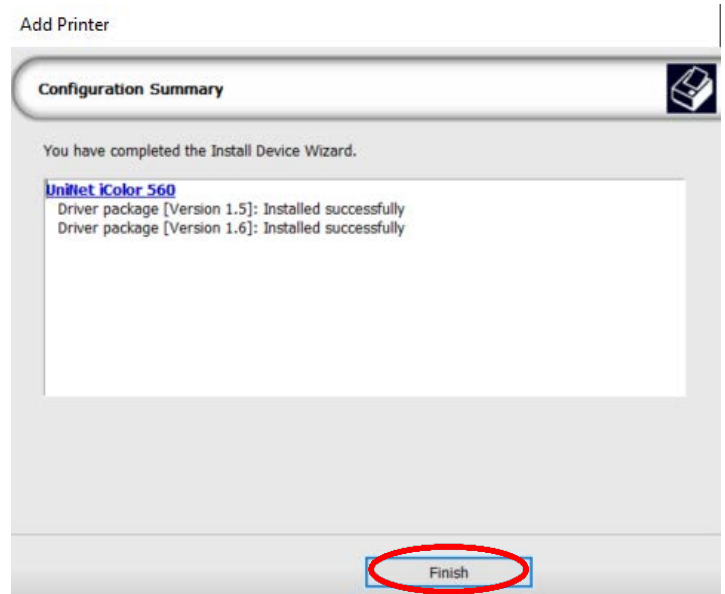 Add Printer
Configuration Summary
You have completed the Install Device Wizard.
UniNet iColor 560
Driver package [Version 1.5]: Installed successfully
Driver package [Version 1.6]: Installed successfully
Finish